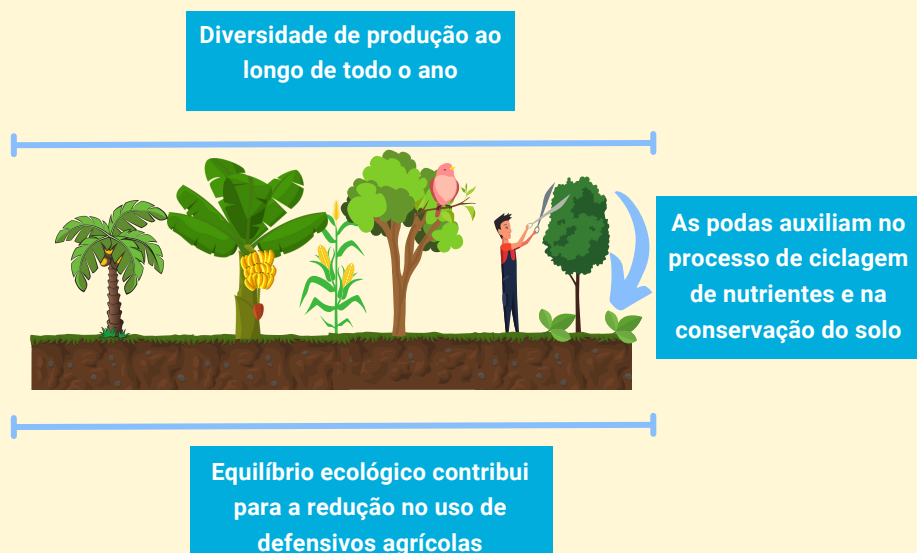 Diversidade de produção ao
longo de todo o ano
As podas auxiliam no
processo de ciclagem
de nutrientes e na
conservação do solo
Equilíbrio ecológico contribui
para a redução no uso de
defensivos agrícolas